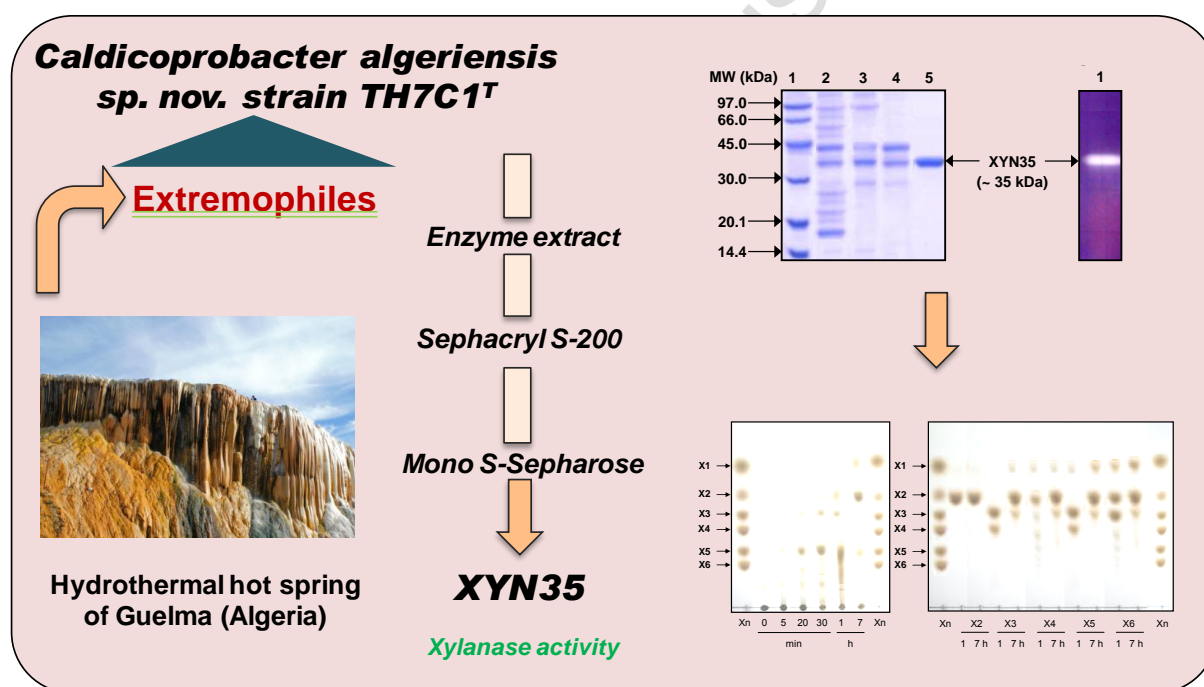 Caldicoprobacter algeriensis
sp. nov. strain TH7C1ᵀ
Extremophiles
Hydrothermal hot spring
of Guelma (Algeria)
Enzyme extract
Sephacryl S-200
Mono S-Sepharose
XYN35
Xylanase activity
MW (kDa) 1 2 3 4 5
97.0
66.0
45.0
30.0
20.1
14.4
XYN35
(~ 35 kDa)
1
X1
X2
X3
X4
X5
X6
Xn 0 5 20 30 1 7 Xn
min h
X1
X2
X3
X4
X5
X6
Xn X2 X3 X4 X5 X6 Xn
1 7 h 1 7 h 1 7 h 1 7 h 1 7 h